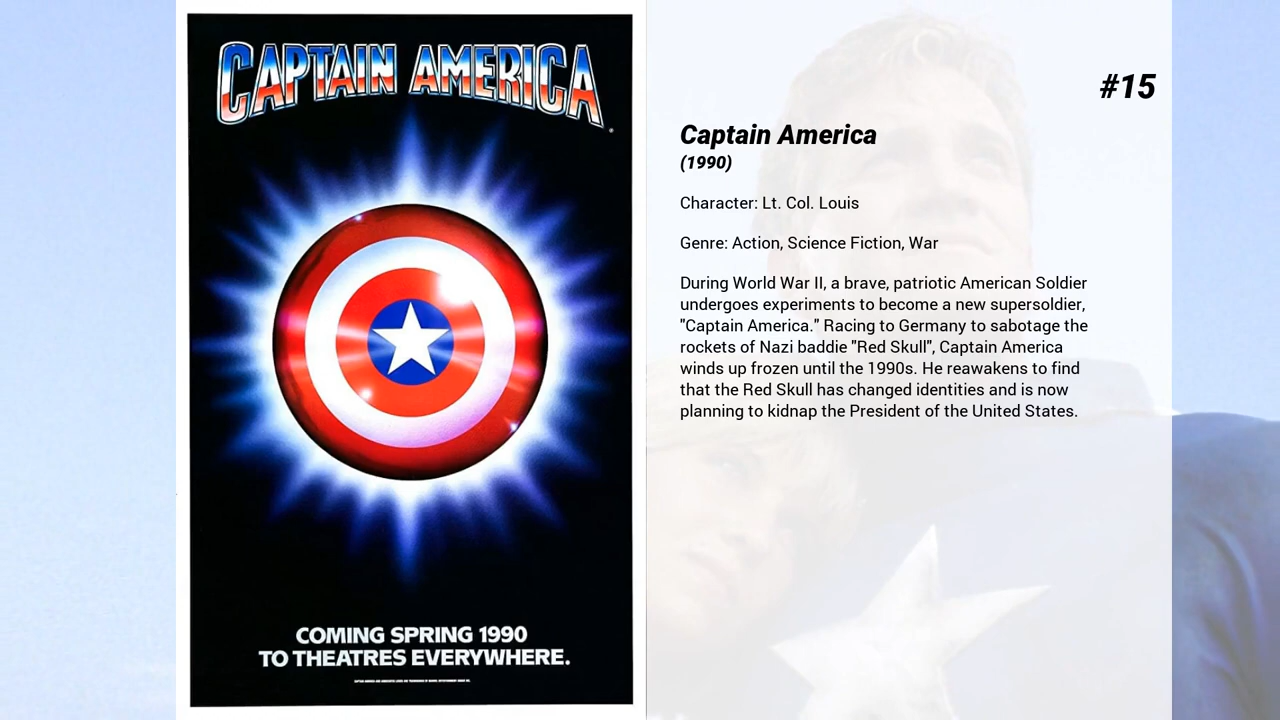 CAPTAIN AMERICA
COMING SPRING 1990
TO THEATRES EVERYWHERE.
#15
Captain America
(1990)
Character: Lt. Col. Louis
Genre: Action, Science Fiction, War
During World War II, a brave, patriotic American Soldier
undergoes experiments to become a new supersoldier,
"Captain America." Racing to Germany to sabotage the
rockets of Nazi baddie "Red Skull", Captain America
winds up frozen until the 1990s. He reawakens to find
that the Red Skull has changed identities and is now
planning to kidnap the President of the United States.